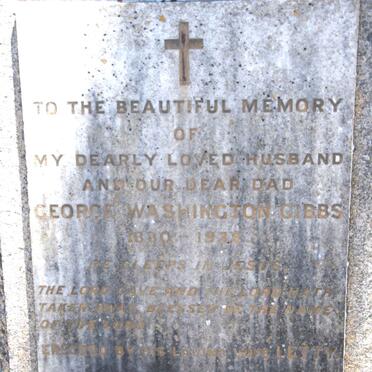 TO THE BEAUTIFUL MEMORY
OF
MY DEARLY LOVED HUSBAND
AND OUR DEAR DAD
GEORGE WASHINGTON GIBBS
HE SLEEPS IN JESUS
THE LORD GAVE AND THE LORD HATH
TAKEN AWAY BLESSED BE THE NAME
OF THE LORD
ERECTED BY HIS LOVING WIFE LETTY